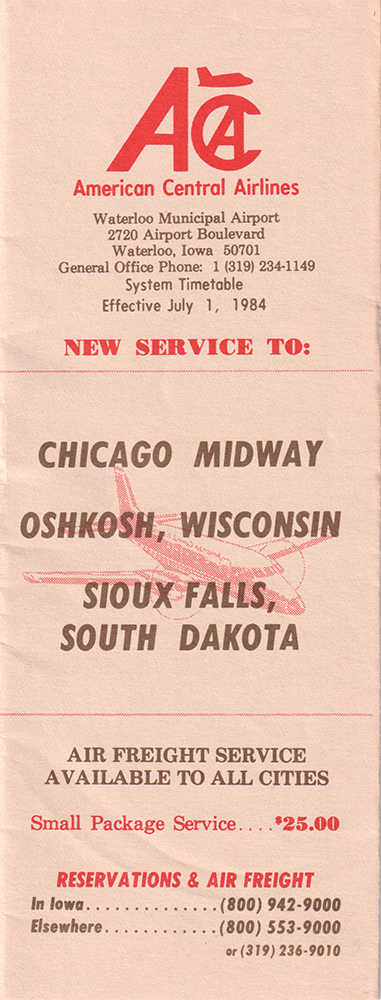 ACA
American Central Airlines
Waterloo Municipal Airport
2720 Airport Boulevard
Waterloo, Iowa 50701
General Office Phone: 1 (319) 234-1149
System Timetable
Effective July 1, 1984
NEW SERVICE TO:
CHICAGO MIDWAY
OSHKOSH, WISCONSIN
SIOUX FALLS,
SOUTH DAKOTA
AIR FREIGHT SERVICE
AVAILABLE TO ALL CITIES
Small Package Service....$25.00
RESERVATIONS & AIR FREIGHT
In Iowa.............(800) 942-9000
Elsewhere...........(800) 553-9000
or (319) 236-9010